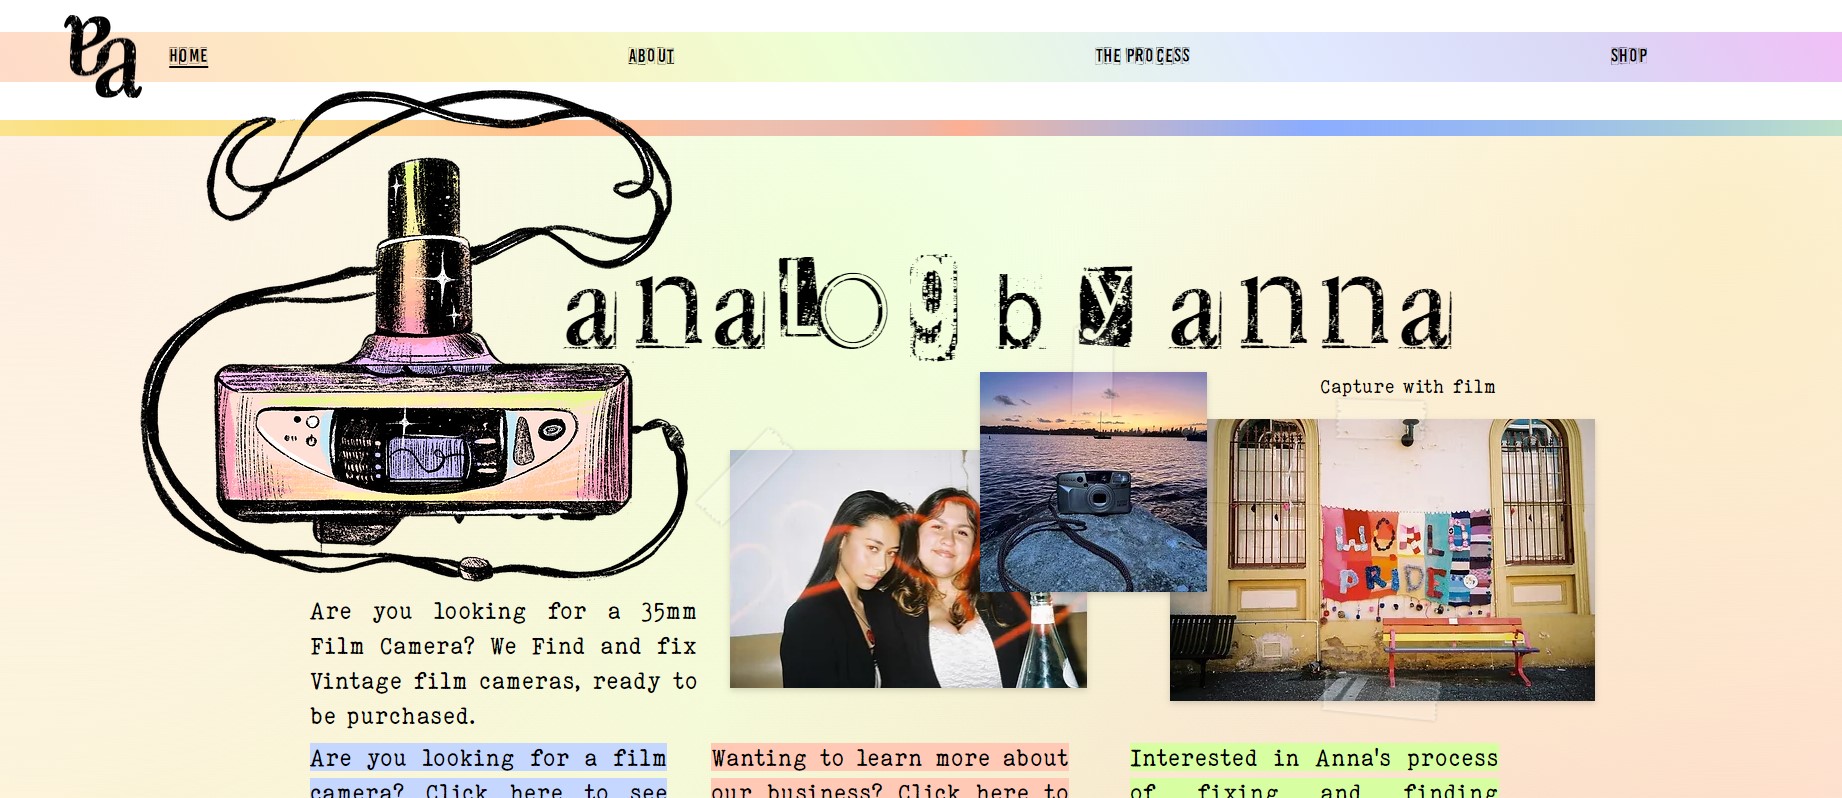 Pa
HOME
ABOUT
THE PROCESS
SHOP
anaLog by anna
Capture with film
WORLD
PRIDE
Are you looking for a 35mm
Film Camera? We Find and fix
Vintage film cameras, ready to
be purchased.
Are you looking for a film
camera? Click here to see
Wanting to learn more about
our business? Click here to
Interested in Anna's process
of fixing and finding